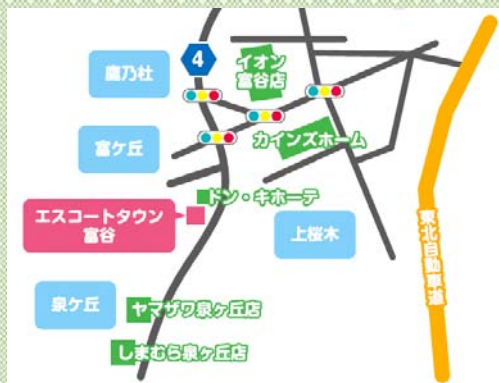 4
イオン
富谷店
鷹乃杜
富ケ丘
カインズホーム
ドン・キホーテ
エスコートタウン
富谷
上桜木
東北自動車道
泉ケ丘
ヤマザワ泉ヶ丘店
しまむら泉ヶ丘店